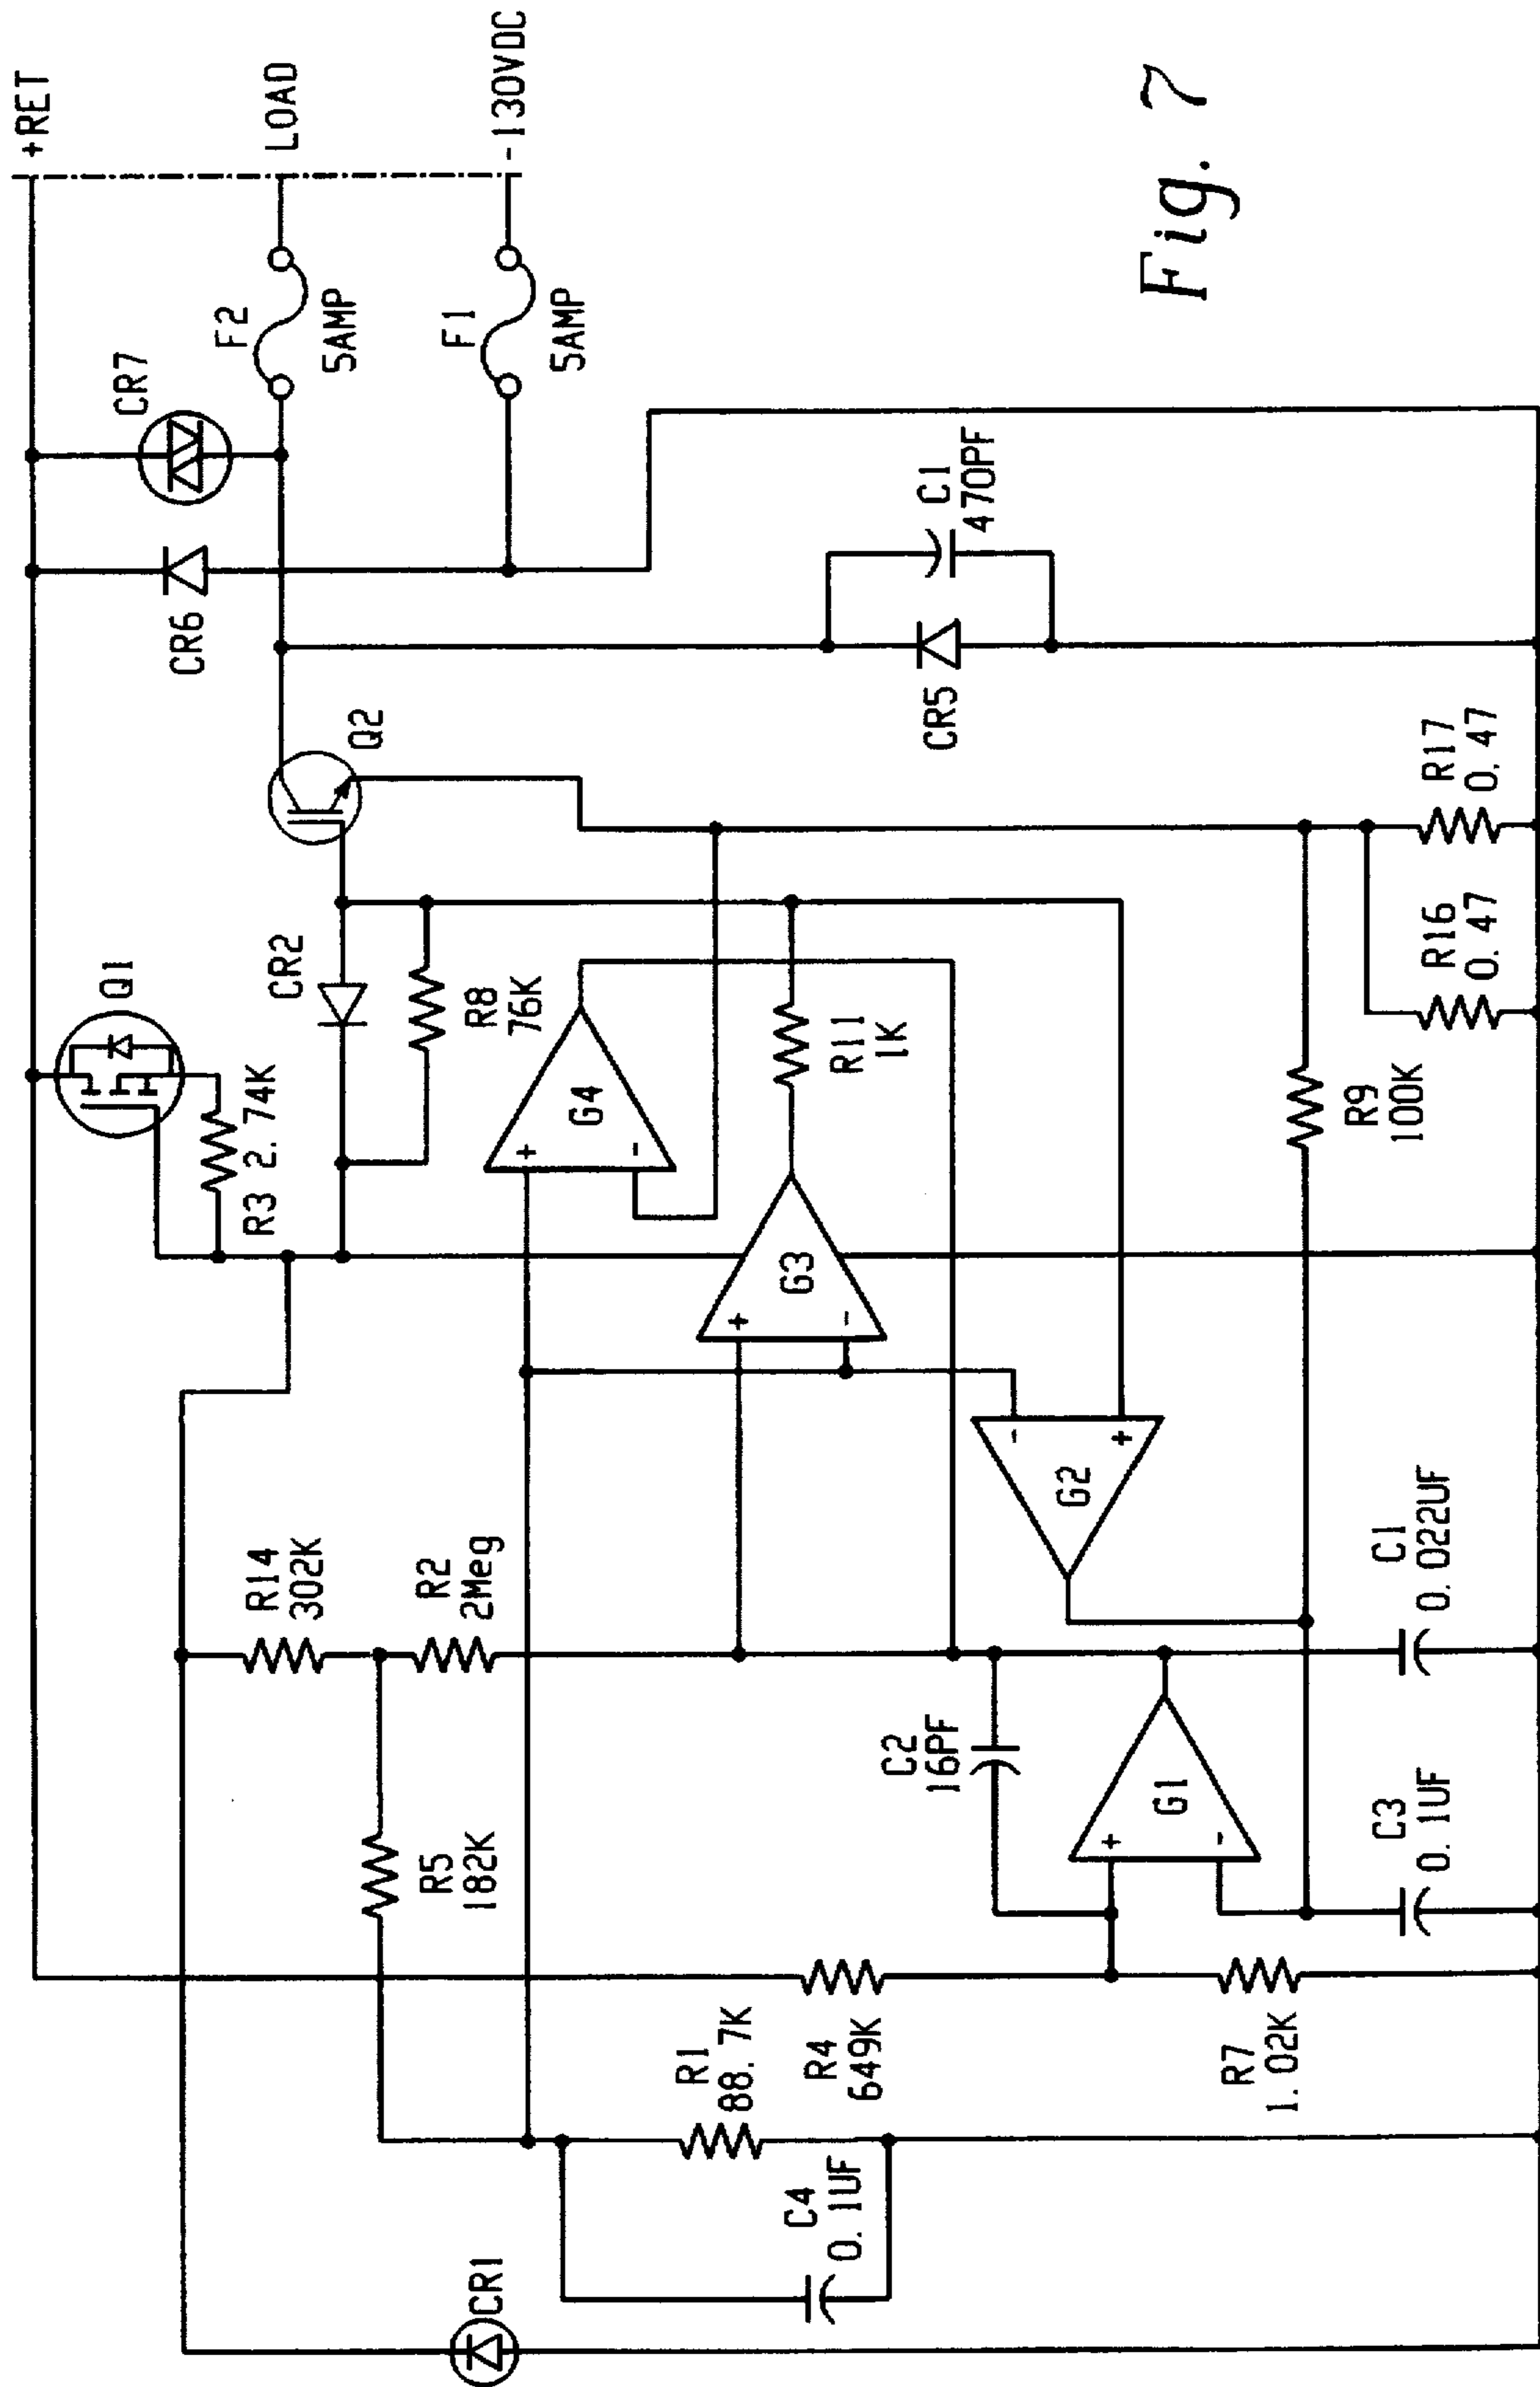 +RET
CR7
F2
5AMP
LOAD
CR6
F1
5AMP
-130VDC
C1
470PF
CR5
Q2
Q1
CR2
R3 2.74K
R8
76K
G4
+
-
R11
1K
G3
+
-
R16
0.47
R17
0.47
R9
100K
G2
-
+
R14
302K
R2
2Meg
R5
182K
C2
16PF
G1
+
-
C1
0.022UF
C3
0.1UF
R1
88.7K
R4
649K
R7
1.02K
C4
0.1UF
CR1
Fig. 7